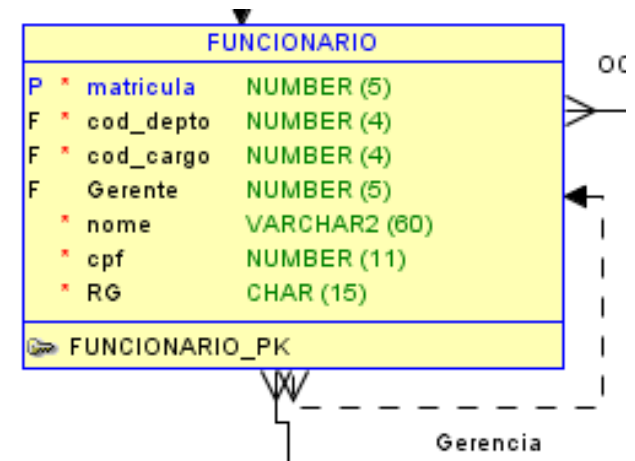 FUNCIONARIO
P * matricula NUMBER (5)
F * cod_depto NUMBER (4)
F * cod_cargo NUMBER (4)
F Gerente NUMBER (5)
* nome VARCHAR2 (60)
* cpf NUMBER (11)
* RG CHAR (15)
FUNCIONARIO_PK
Gerencia